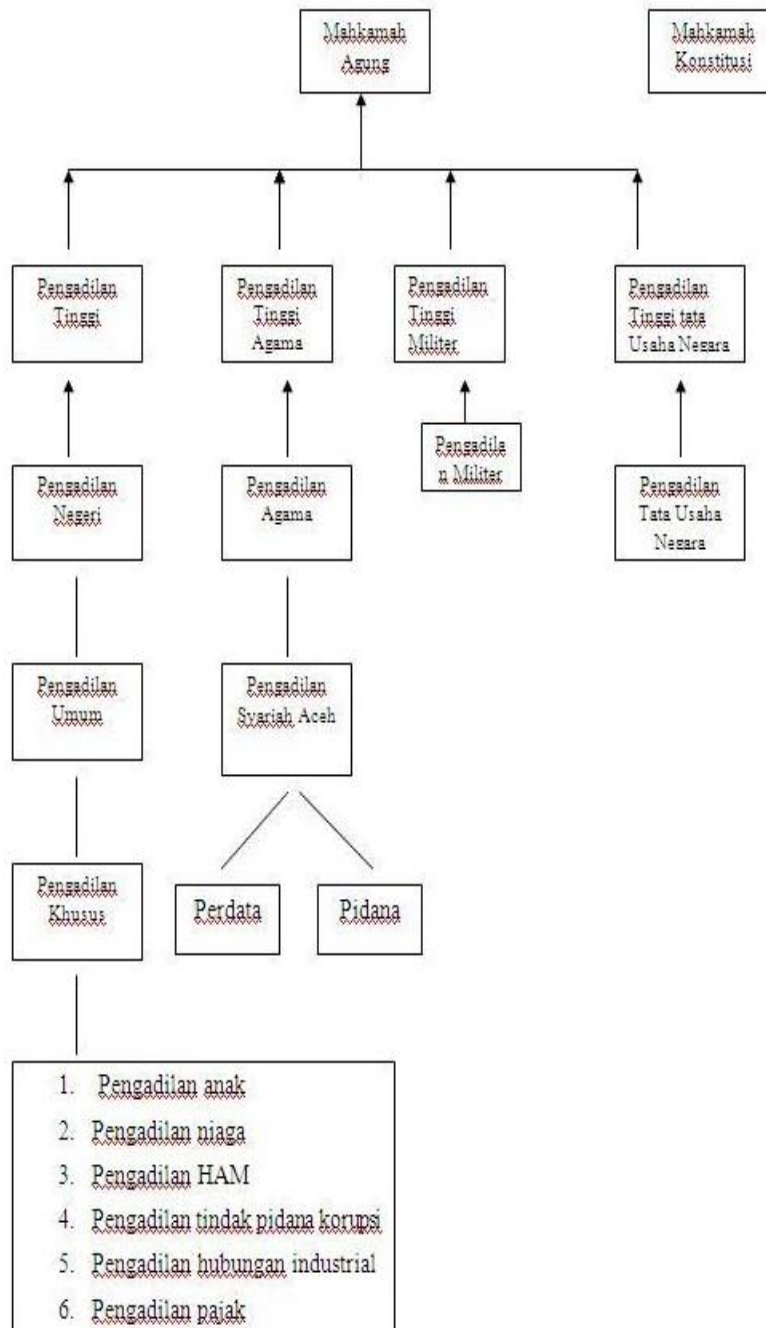 Mahkamah
Agung
Mahkamah
Konstitusi
Pengadilan
Tinggi
Pengadilan
Tinggi
Agama
Pengadilan
Tinggi
Militer
Pengadilan
Tinggi tata
Usaha Negara
Pengadilan
Negeri
Pengadilan
Agama
Pengadila
n Militer
Pengadilan
Tata Usaha
Negara
Pengadilan
Umum
Pengadilan
Syariah Aceh
Pengadilan
Khusus
Perdata
Pidana
1. Pengadilan anak
2. Pengadilan niaga
3. Pengadilan HAM
4. Pengadilan tindak pidana korupsi
5. Pengadilan hubungan industrial
6. Pengadilan pajak